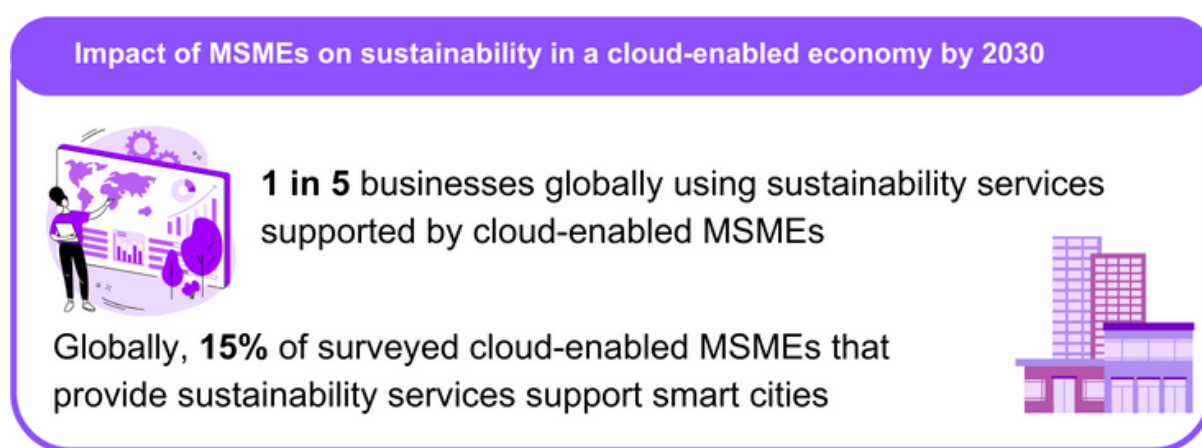 Impact of MSMEs on sustainability in a cloud-enabled economy by 2030
1 in 5 businesses globally using sustainability services
supported by cloud-enabled MSMEs
Globally, 15% of surveyed cloud-enabled MSMEs that
provide sustainability services support smart cities